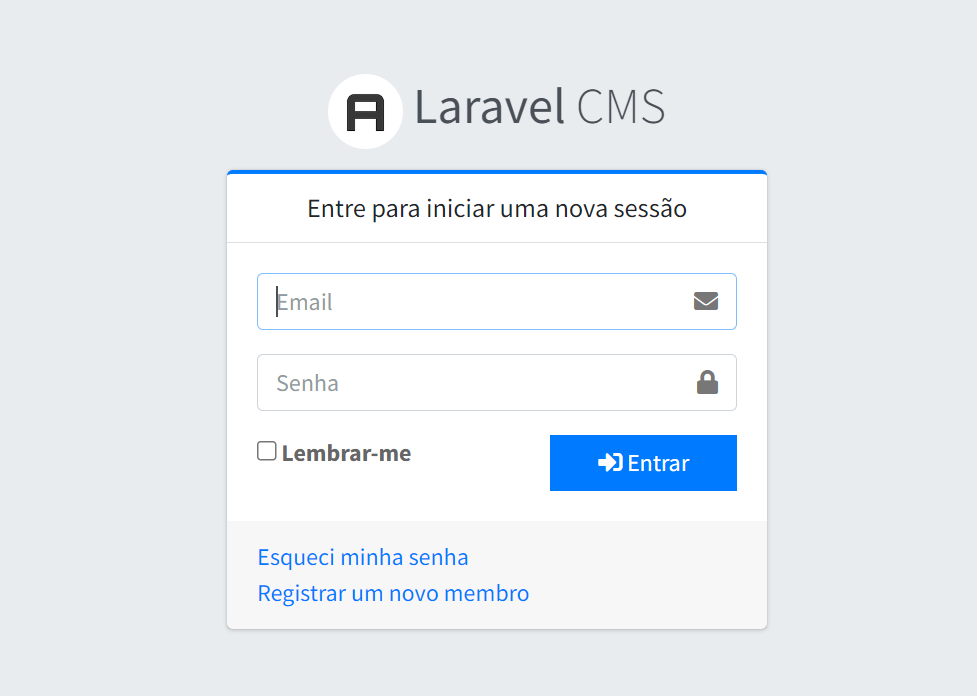 Laravel CMS
Entre para iniciar uma nova sessão
Email
Senha
Lembrar-me
Entrar
Esqueci minha senha
Registrar um novo membro